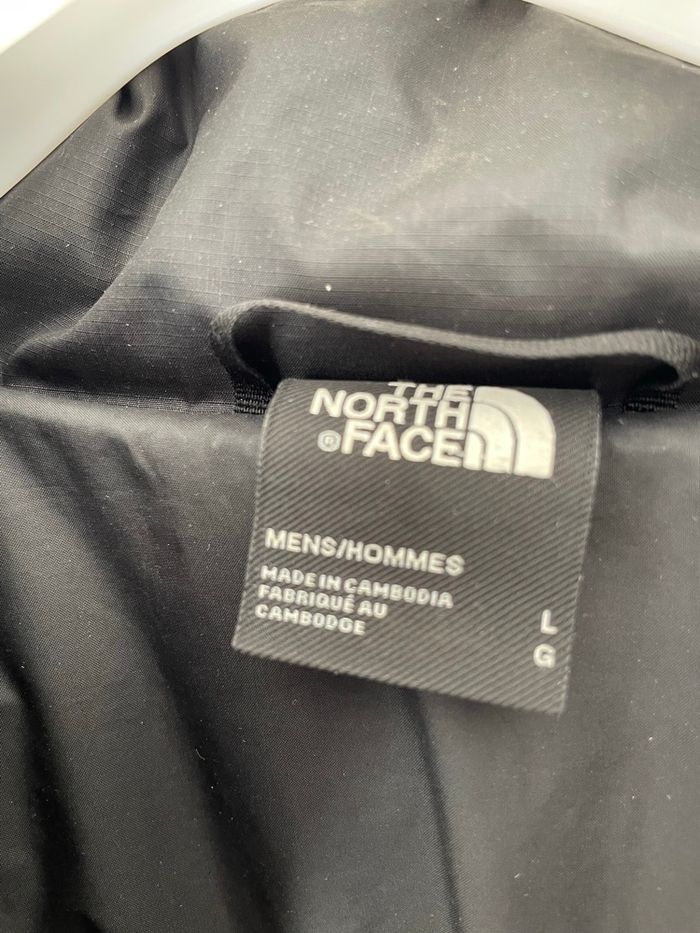 THE
NORTH
® FACE
MENS/HOMMES
MADE IN CAMBODIA
FABRIQUÉ AU
CAMBODGE
L
G